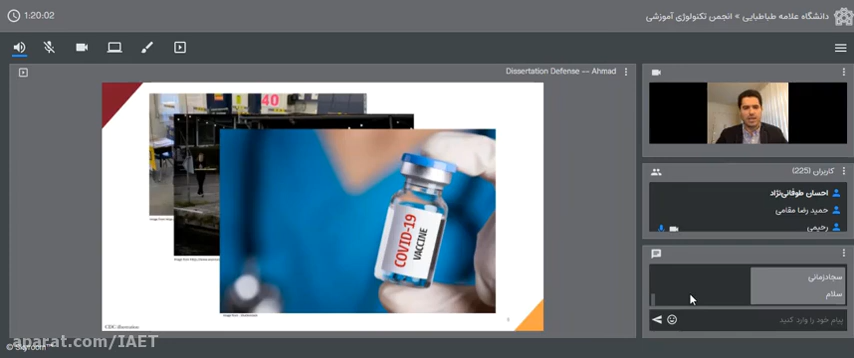 1:20:02
دانشگاه علامه طباطبایی » انجمن تکنولوژی آموزشی
Dissertation Defense -- Ahmad
40
COVID-19
VACCINE
CDC illustration
کاربران (225)
احسان طوفانی‌نژاد
حمید رضا مقامی
رحیمی
سجادزمانی
سلام
پیام خود را وارد کنید
aparat.com/IAET
© Skyroom